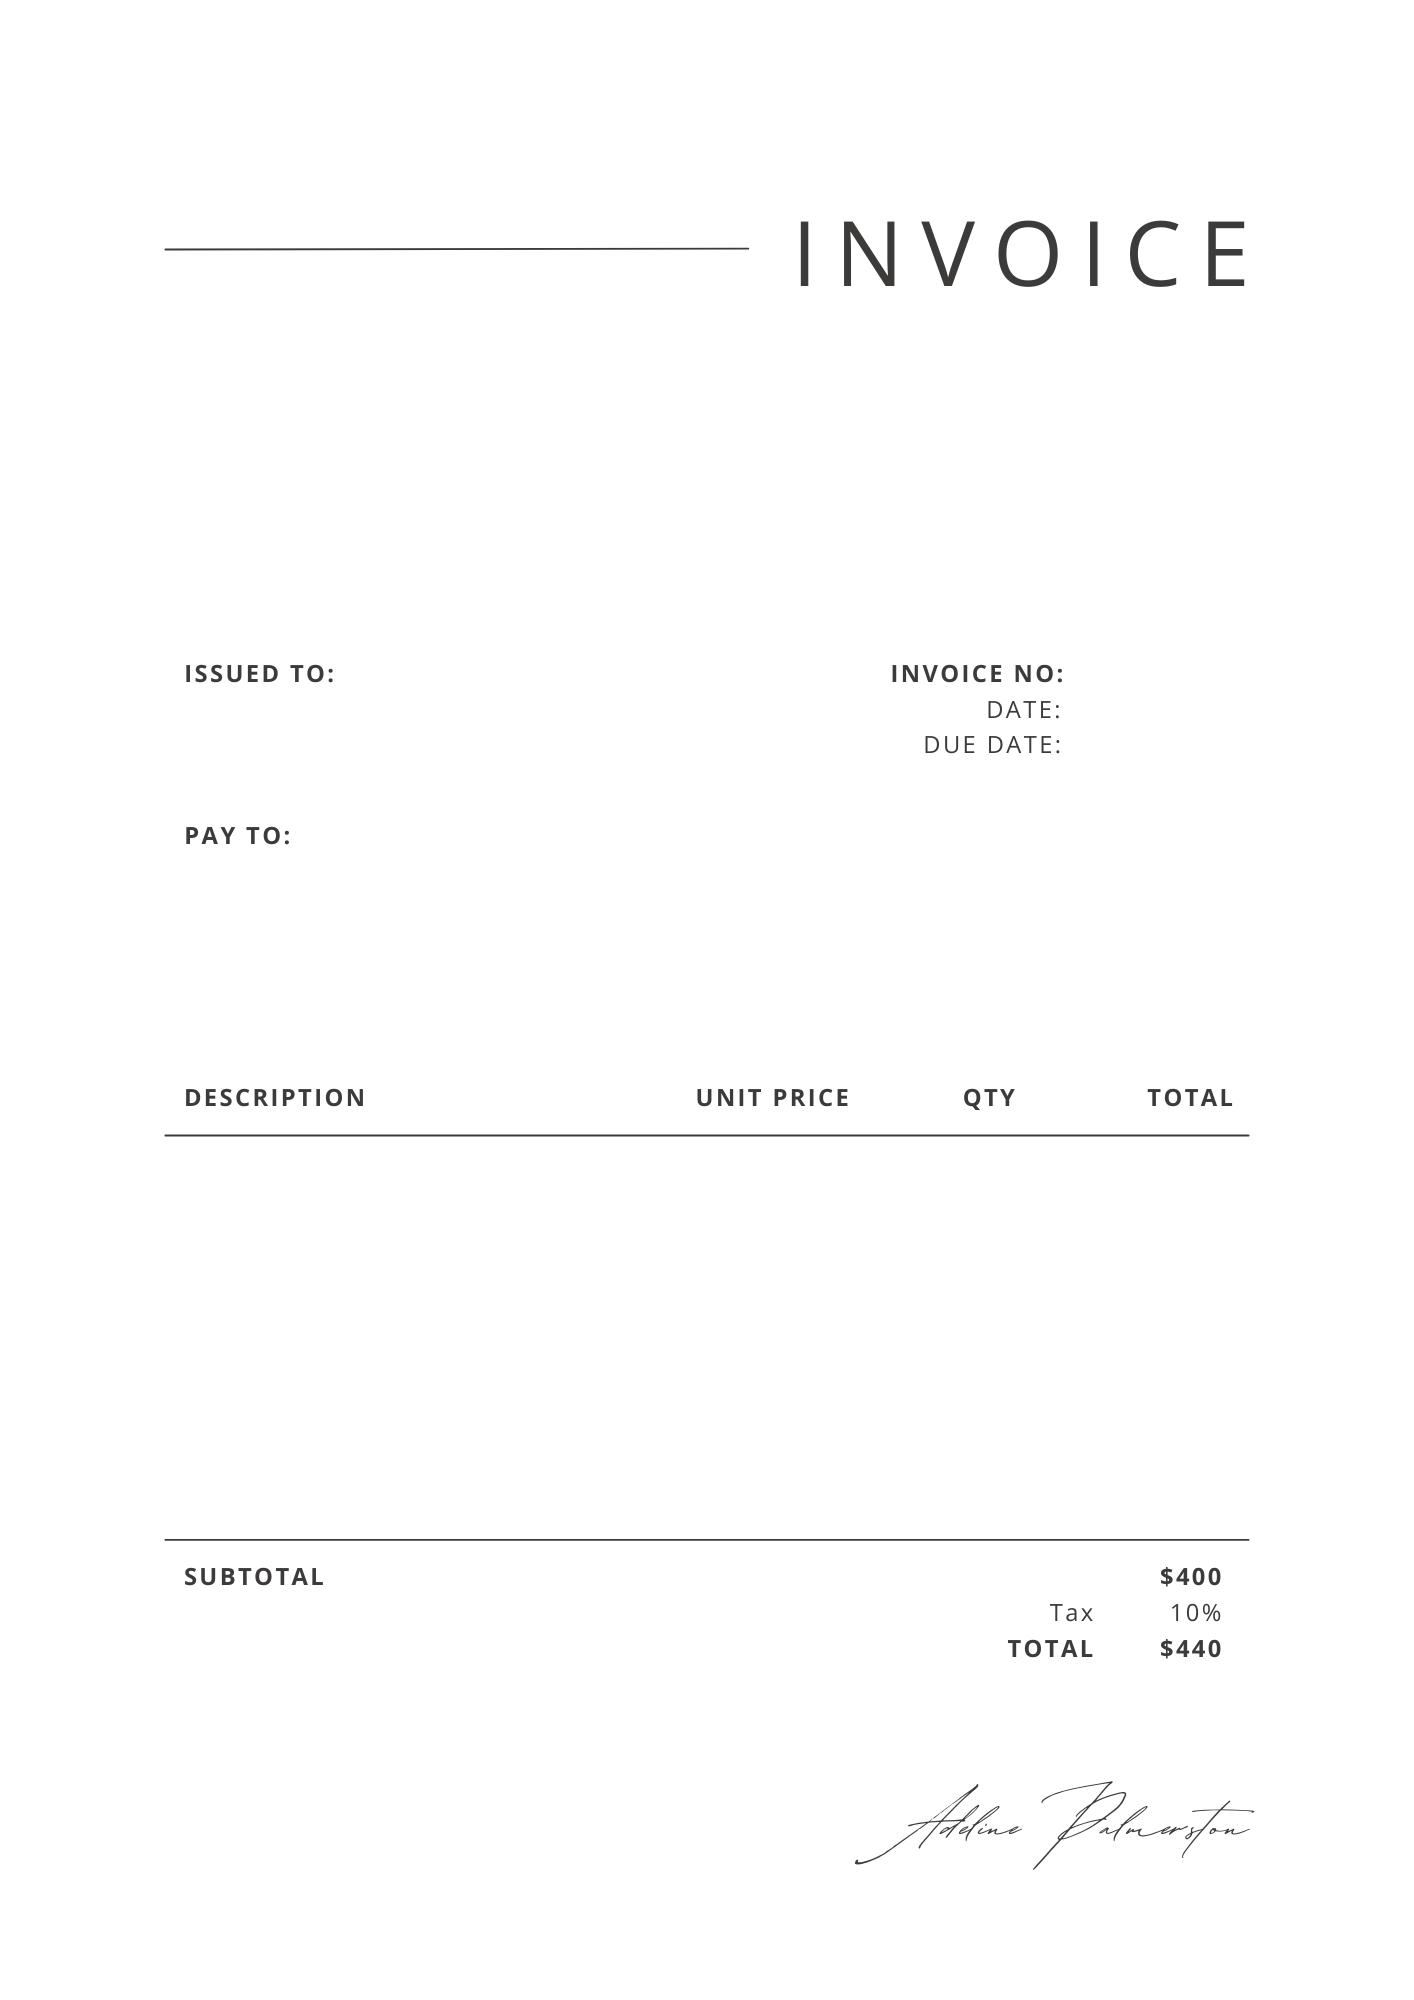 INVOICE
ISSUED TO:
INVOICE NO:
DATE:
DUE DATE:
PAY TO:
DESCRIPTION UNIT PRICE QTY TOTAL
SUBTOTAL $400
Tax 10%
TOTAL $440
Adeline Palmerston